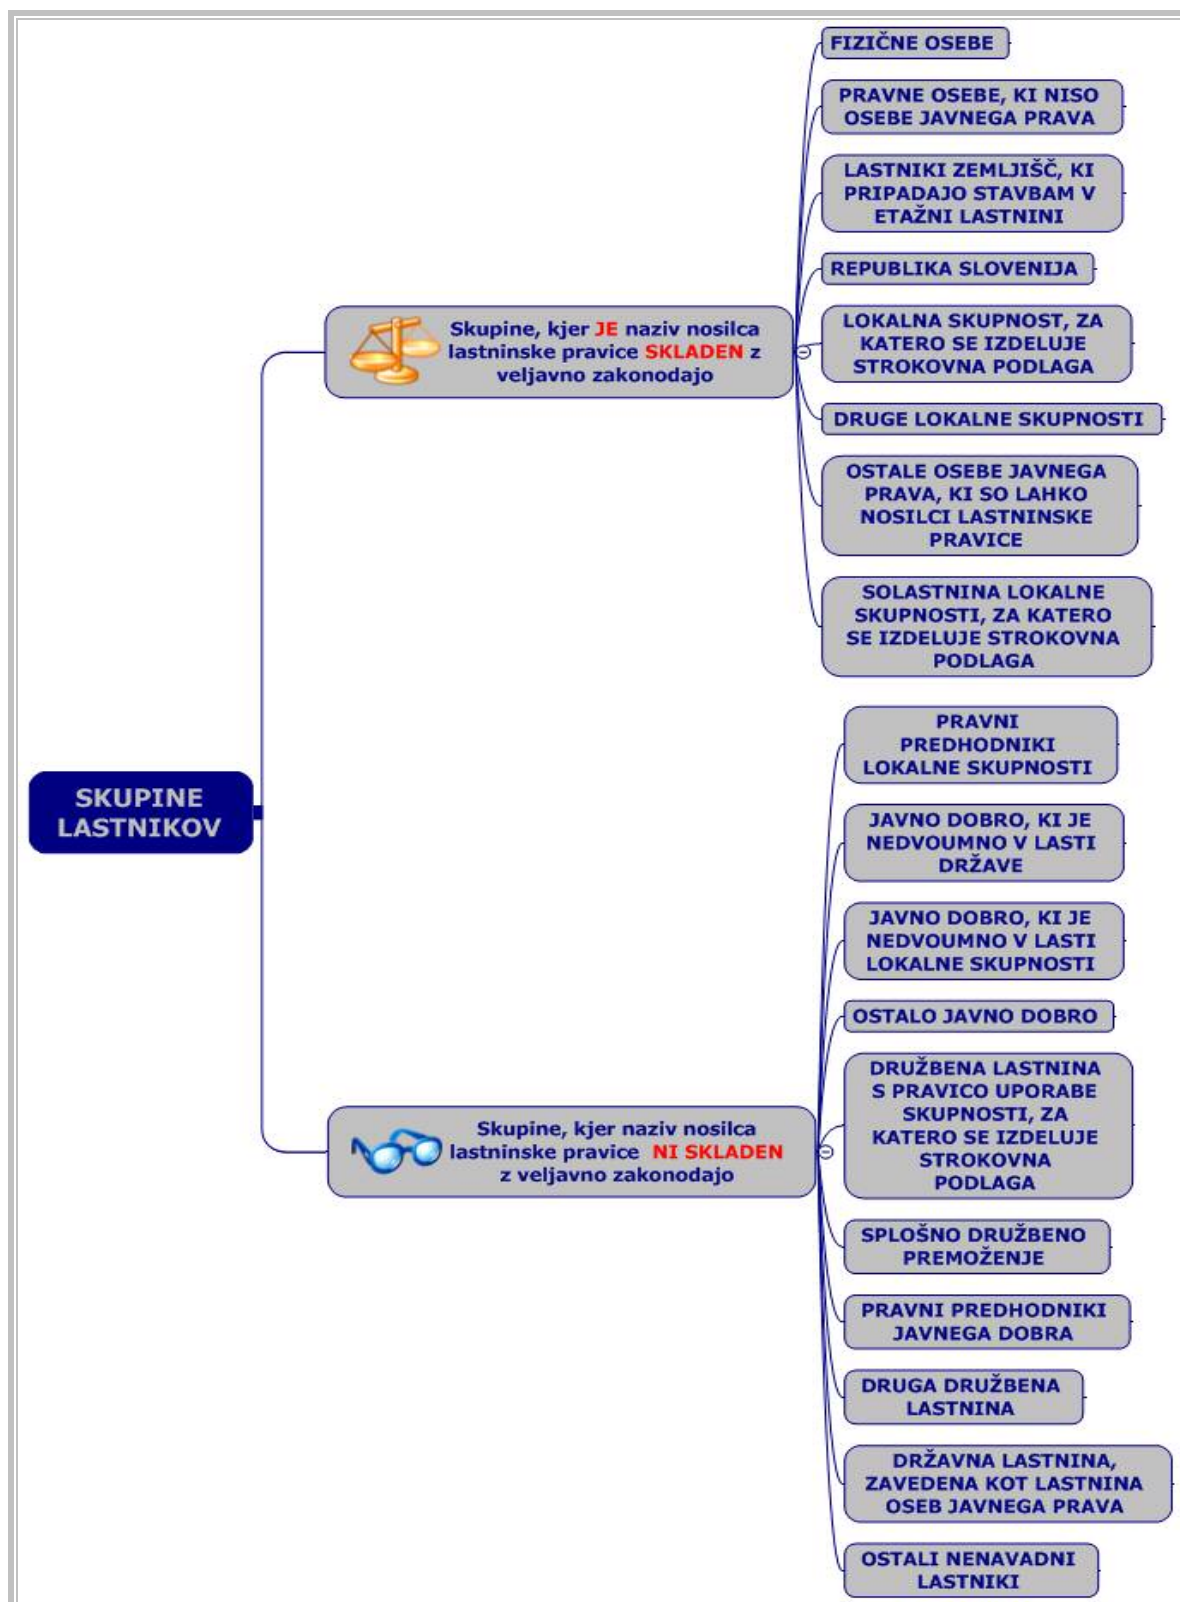 SKUPINE
LASTNIKOV
Skupine, kjer JE naziv nosilca
lastninske pravice SKLADEN z
veljavno zakonodajo
FIZIČNE OSEBE
PRAVNE OSEBE, KI NISO
OSEBE JAVNEGA PRAVA
LASTNIKI ZEMLJIŠČ, KI
PRIPADAJO STAVBAM V
ETAŽNI LASTNINI
REPUBLIKA SLOVENIJA
LOKALNA SKUPNOST, ZA
KATERO SE IZDELUJE
STROKOVNA PODLAGA
DRUGE LOKALNE SKUPNOSTI
OSTALE OSEBE JAVNEGA
PRAVA, KI SO LAHKO
NOSILCI LASTNINSKE
PRAVICE
SOLASTNINA LOKALNE
SKUPNOSTI, ZA KATERO
SE IZDELUJE STROKOVNA
PODLAGA
Skupine, kjer naziv nosilca
lastninske pravice NI SKLADEN
z veljavno zakonodajo
PRAVNI
PREDHODNIKI
LOKALNE SKUPNOSTI
JAVNO DOBRO, KI JE
NEDVOUMNO V LASTI
DRŽAVE
JAVNO DOBRO, KI JE
NEDVOUMNO V LASTI
LOKALNE SKUPNOSTI
OSTALO JAVNO DOBRO
DRUŽBENA LASTNINA
S PRAVICO UPORABE
SKUPNOSTI, ZA
KATERO SE IZDELUJE
STROKOVNA
PODLAGA
SPLOŠNO DRUŽBENO
PREMOŽENJE
PRAVNI PREDHODNIKI
JAVNEGA DOBRA
DRUGA DRUŽBENA
LASTNINA
DRŽAVNA LASTNINA,
ZAVEDENA KOT LASTNINA
OSEB JAVNEGA PRAVA
OSTALI NENAVADNI
LASTNIKI